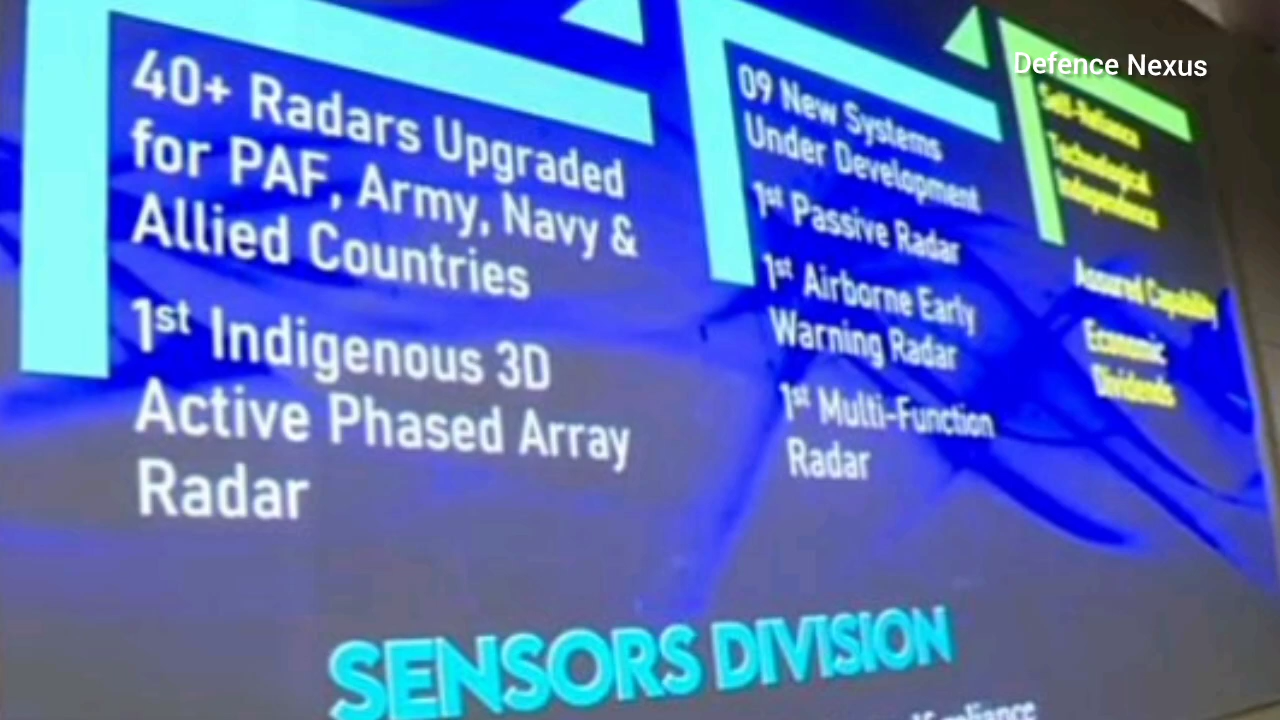 Defence Nexus
40+ Radars Upgraded
for PAF, Army, Navy &
Allied Countries
1st Indigenous 3D
Active Phased Array
Radar
09 New Systems
Under Development
1st Passive Radar
1st Airborne Early
Warning Radar
1st Multi-Function
Radar
Self-Reliance
Technological
Independence
Assured Capability
Economic
Dividends
SENSORS DIVISION